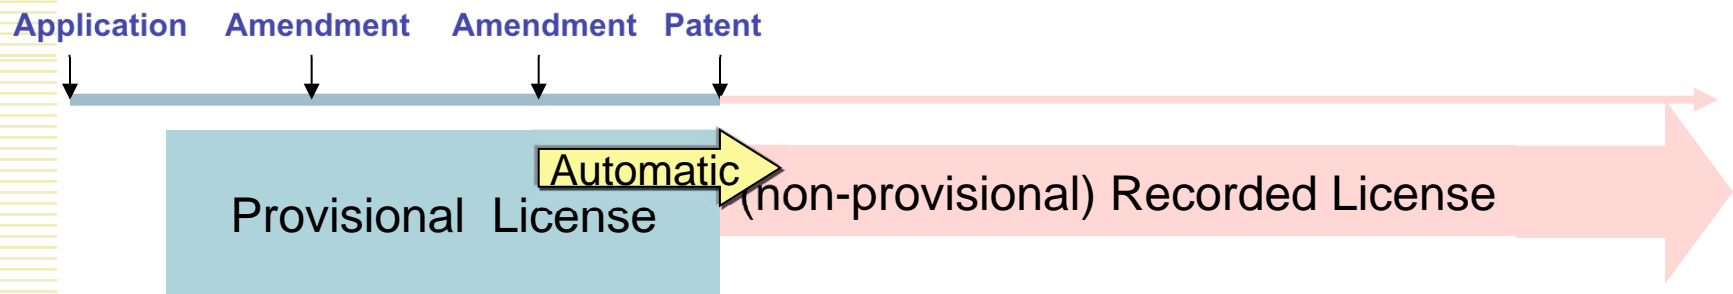 Application Amendment Amendment Patent
Automatic
Provisional License
(non-provisional) Recorded License